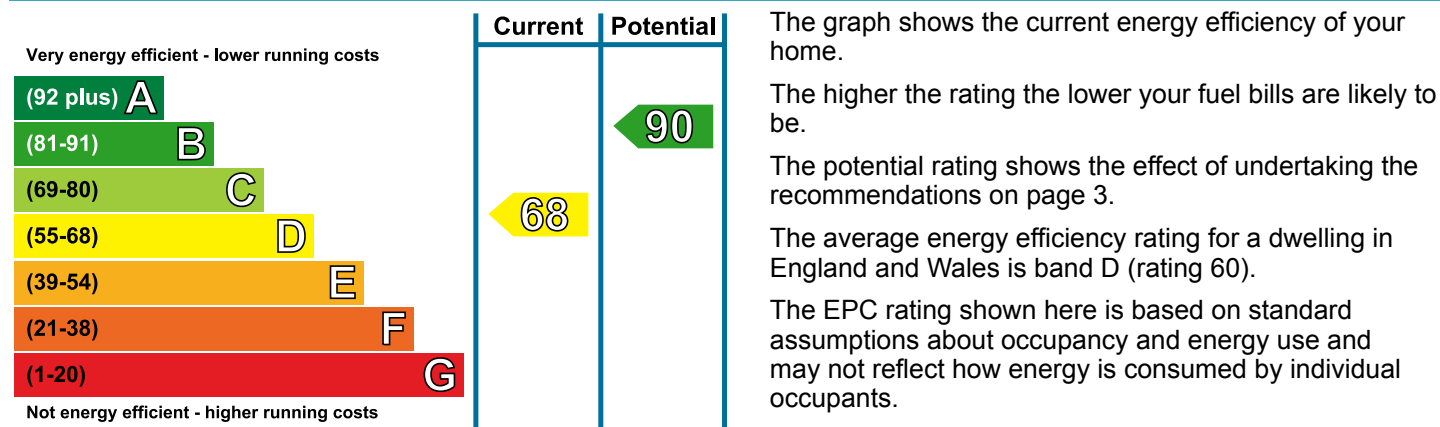 Current Potential
Very energy efficient - lower running costs
(92 plus) A
(81-91) B
(69-80) C
(55-68) D
(39-54) E
(21-38) F
(1-20) G
Not energy efficient - higher running costs
68
90
The graph shows the current energy efficiency of your
home.
The higher the rating the lower your fuel bills are likely to
be.
The potential rating shows the effect of undertaking the
recommendations on page 3.
The average energy efficiency rating for a dwelling in
England and Wales is band D (rating 60).
The EPC rating shown here is based on standard
assumptions about occupancy and energy use and
may not reflect how energy is consumed by individual
occupants.